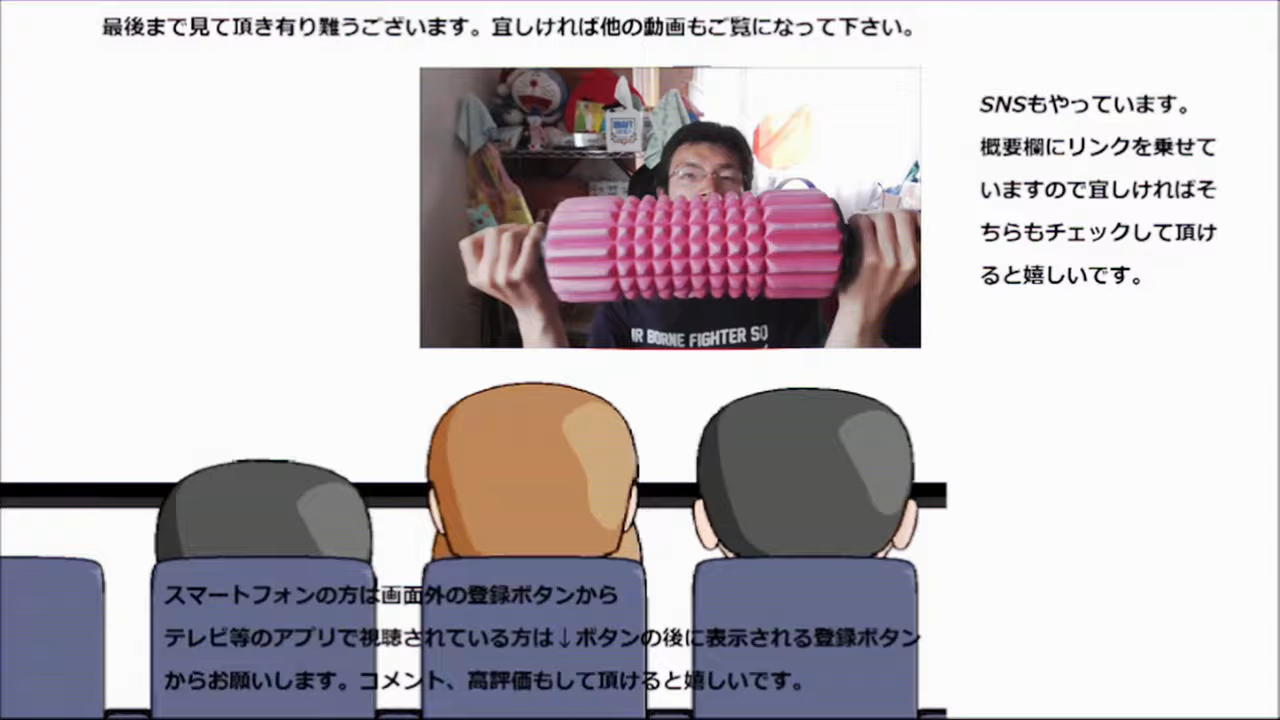 最後まで見て頂き有り難うございます。宜しければ他の動画もご覧になって下さい。
SNSもやっています。
概要欄にリンクを乗せて
いますので宜しければそ
ちらもチェックして頂け
ると嬉しいです。
IR BORNE FIGHTER SQ
スマートフォンの方は画面外の登録ボタンから
テレビ等のアプリで視聴されている方は↓ボタンの後に表示される登録ボタン
からお願いします。コメント、高評価もして頂けると嬉しいです。